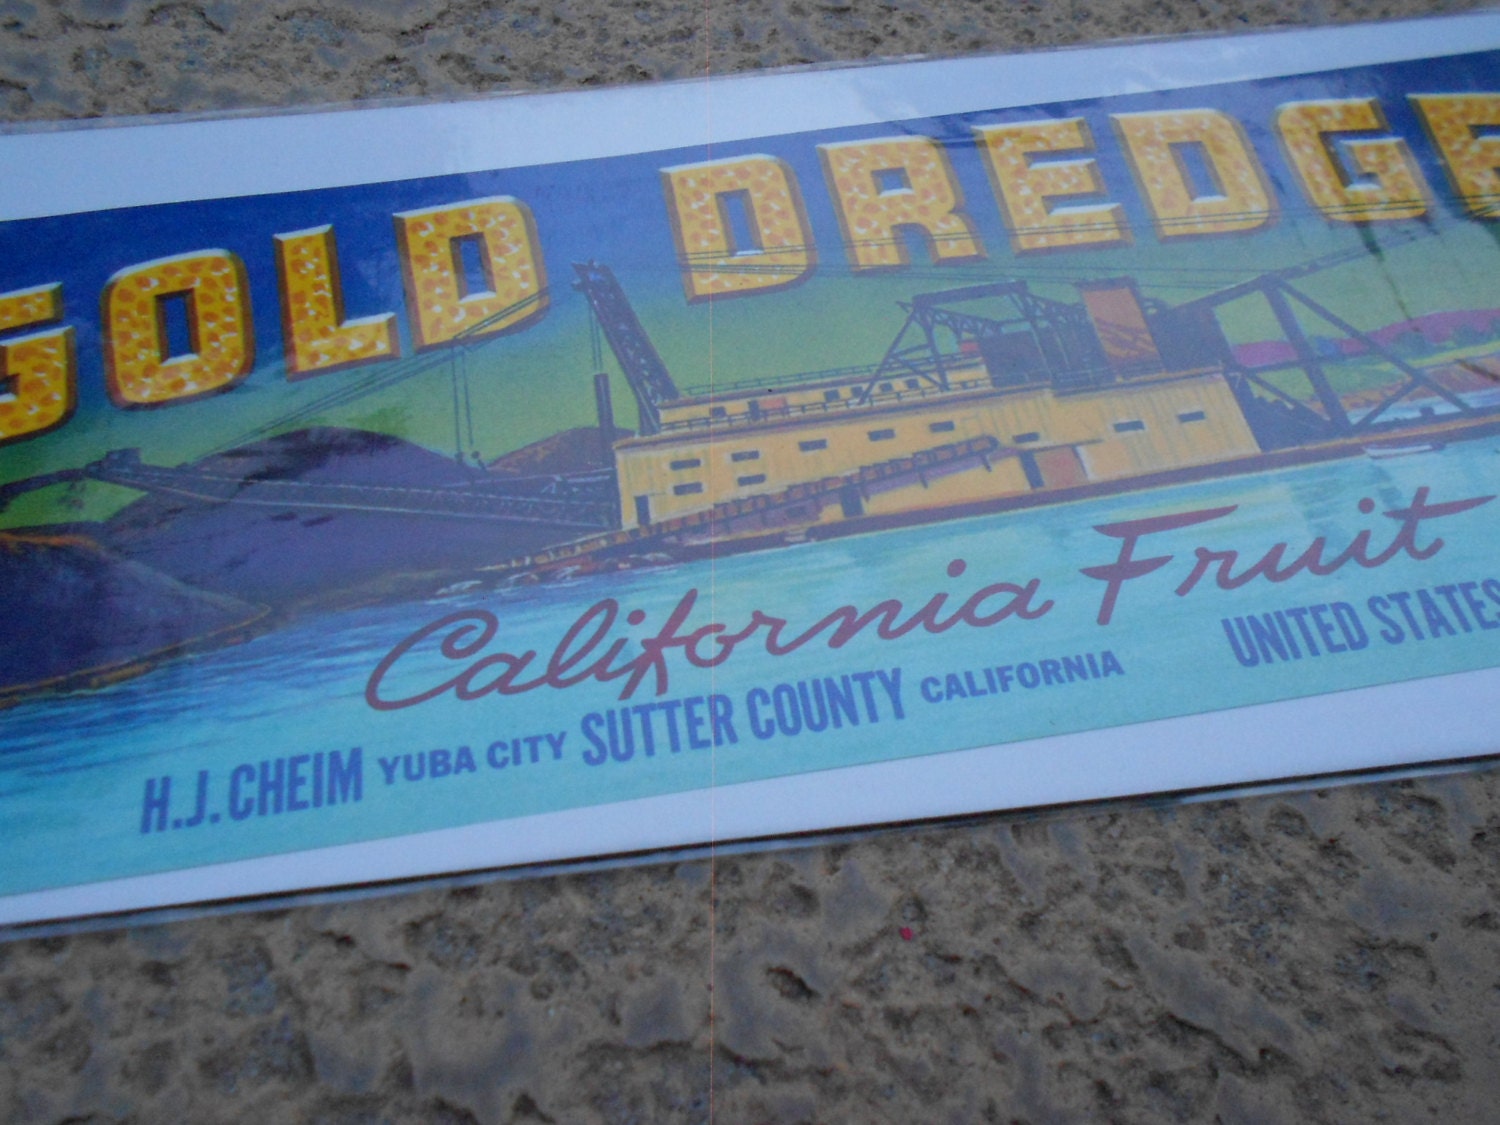 GOLD DREDGE
California Fruit
H.J. CHEIM YUBA CITY SUTTER COUNTY CALIFORNIA UNITED STATES